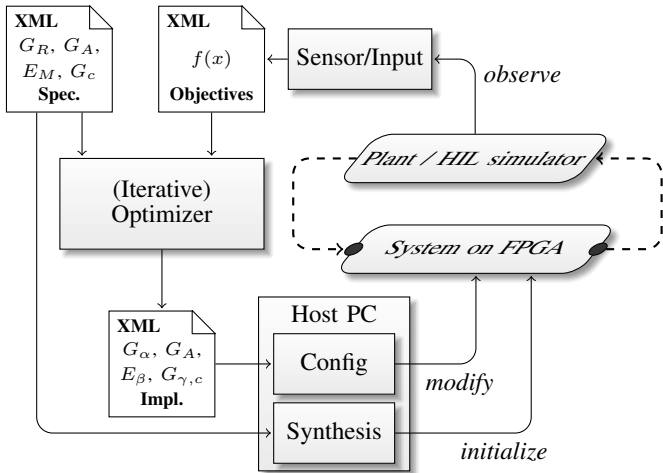 XML
G_R, G_A,
E_M, G_c
Spec.
XML
f(x)
Objectives
Sensor/Input
observe
Plant / HIL simulator
(Iterative)
Optimizer
System on FPGA
XML
G_α, G_A,
E_β, G_γ,c
Impl.
Host PC
Config
modify
Synthesis
initialize